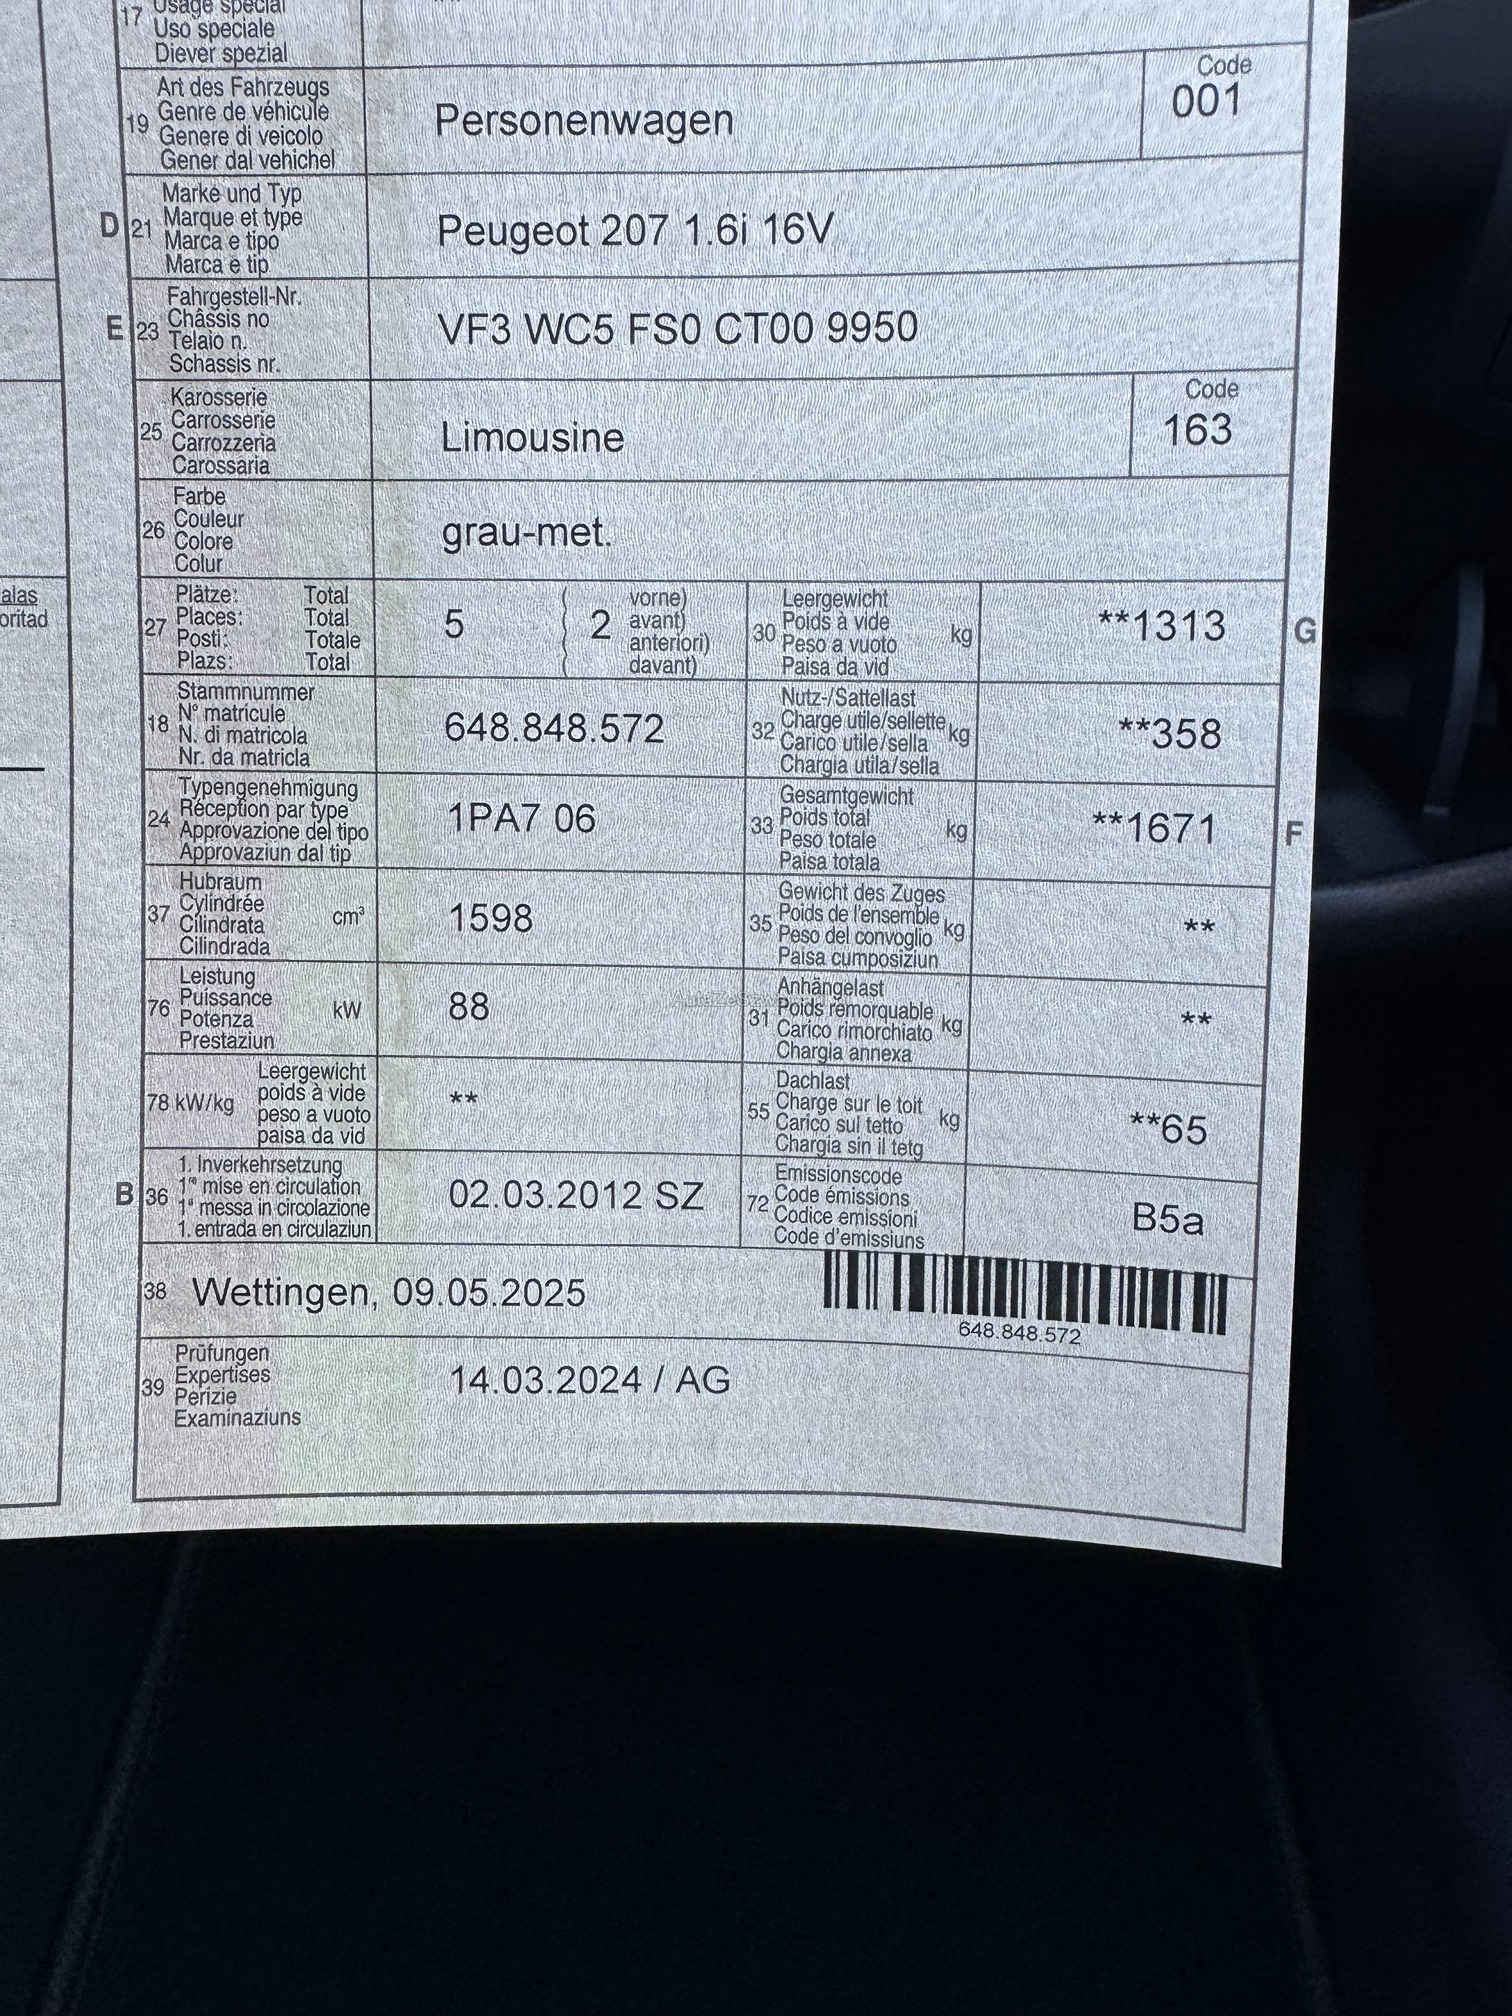 17 Usage spécial
Uso speciale
Diever spezial
19 Art des Fahrzeugs
Genre de véhicule
Genere di veicolo
Gener dal vehichel
Personenwagen
Code
001
D 21 Marke und Typ
Marque et type
Marca e tipo
Marca e tip
Peugeot 207 1.6i 16V
E 23 Fahrgestell-Nr.
Châssis no
Telaio n.
Schassis nr.
VF3 WC5 FS0 CT00 9950
25 Karosserie
Carrosserie
Carrozzeria
Carossaria
Limousine
Code
163
26 Farbe
Couleur
Colore
Colur
grau-met.
alas
oritad
27 Plätze: Total
Places: Total
Posti: Totale
Plazs: Total
5 ( 2 vorne)
( avant)
( anteriori)
( davant)
30 Leergewicht
Poids à vide kg
Peso a vuoto
Paisa da vid
**1313 G
18 Stammnummer
N° matricule
N. di matricola
Nr. da matricla
648.848.572
32 Nutz-/Sattellast
Charge utile/sellette kg
Carico utile/sella
Chargia utila/sella
**358
24 Typengenehmigung
Réception par type
Approvazione del tipo
Approvaziun dal tip
1PA7 06
33 Gesamtgewicht
Poids total kg
Peso totale
Paisa totala
**1671 F
37 Hubraum
Cylindrée cm³
Cilindrata
Cilindrada
1598
35 Gewicht des Zuges
Poids de l'ensemble kg
Peso del convoglio
Paisa cumposiziun
**
76 Leistung
Puissance kW
Potenza
Prestaziun
88
31 Anhängelast
Poids remorquable kg
Carico rimorchiato
Chargia annexa
**
78 kW/kg Leergewicht
poids à vide
peso a vuoto
paisa da vid
**
55 Dachlast
Charge sur le toit kg
Carico sul tetto
Chargia sin il tetg
**65
B 36 1. Inverkehrsetzung
1re mise en circulation
1a messa in circolazione
1. entrada en circulaziun
02.03.2012 SZ
72 Emissionscode
Code émissions
Codice emissioni
Code d'emissiuns
B5a
38 Wettingen, 09.05.2025
648.848.572
39 Prüfungen
Expertises
Perizie
Examinaziuns
14.03.2024 / AG